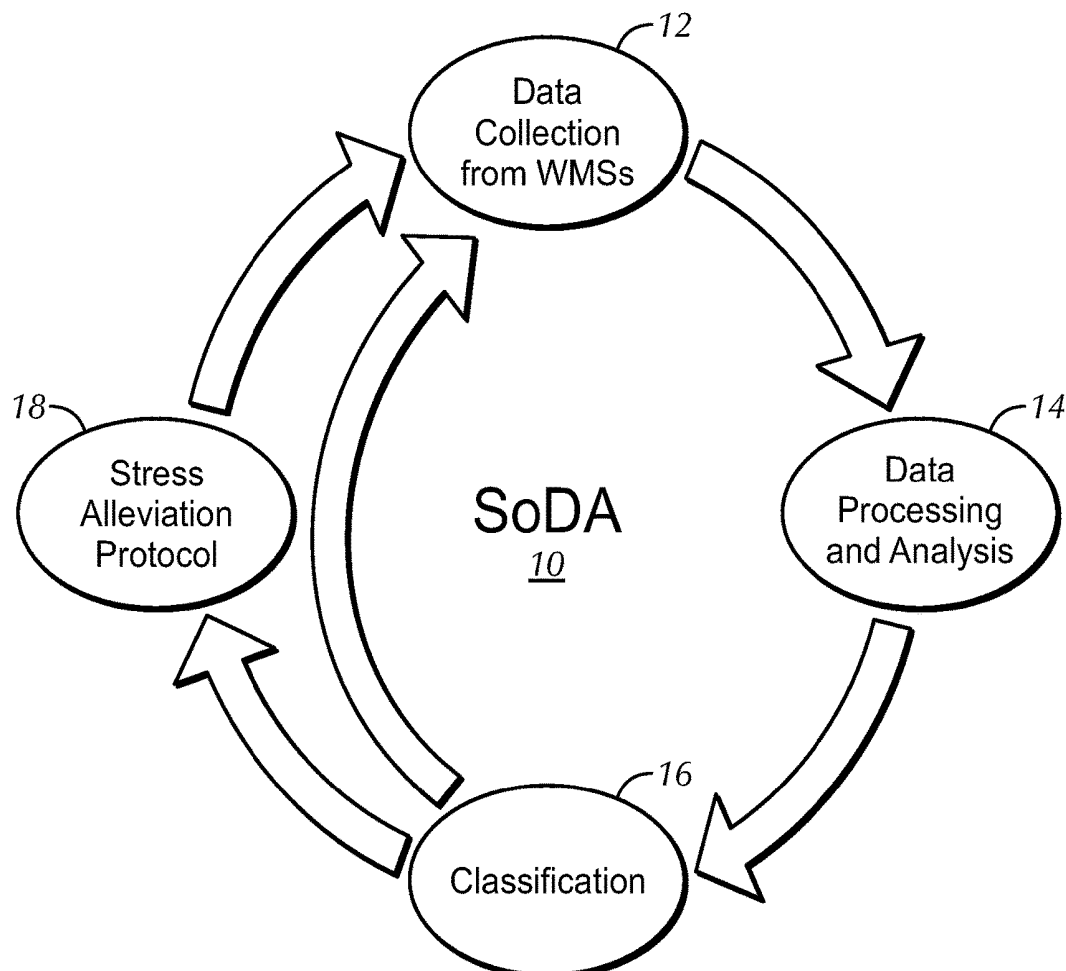 12
Data
Collection
from WMSs
18
14
Stress
Alleviation
Protocol
SoDA
10
Data
Processing
and Analysis
16
Classification